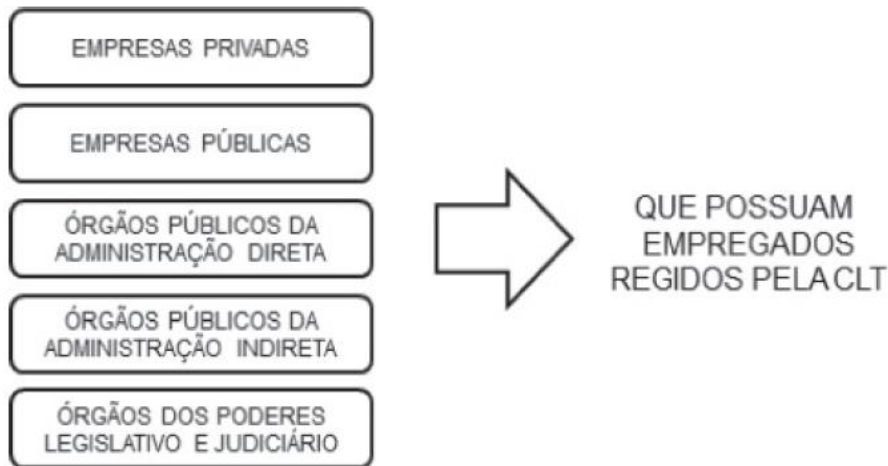 EMPRESAS PRIVADAS
EMPRESAS PÚBLICAS
ÓRGÃOS PÚBLICOS DA
ADMINISTRAÇÃO DIRETA
ÓRGÃOS PÚBLICOS DA
ADMINISTRAÇÃO INDIRETA
ÓRGÃOS DOS PODERES
LEGISLATIVO E JUDICIÁRIO
QUE POSSUAM
EMPREGADOS
REGIDOS PELA CLT